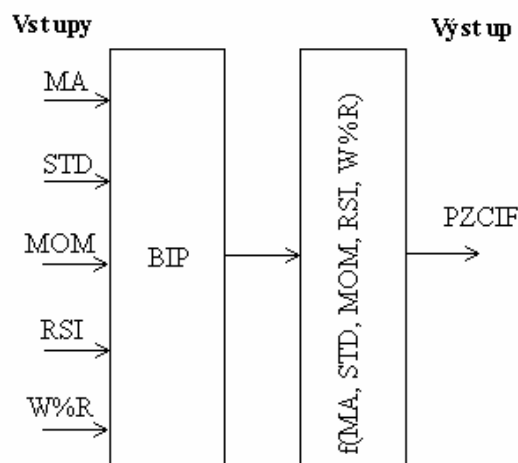 Vstupy
Výstup
MA
STD
MOM
RSI
W%R
BIP
f(MA, STD, MOM, RSI, W%R)
PZCIF